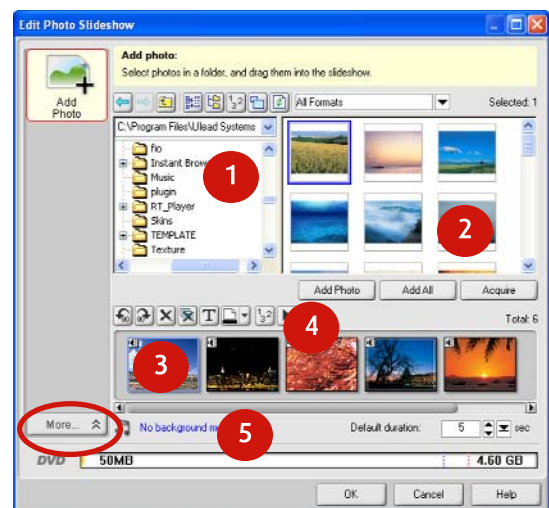 Edit Photo Slideshow
Add photo:
Select photos in a folder, and drag them into the slideshow.
Add
Photo
All Formats
Selected: 1
C:\Program Files\Ulead Systems
fio
Instant Brow
Music
plugin
RT_Player
Skins
TEMPLATE
Texture
1
2
Add Photo
Add All
Acquire
T
Total: 6
3
4
More...
No background m
5
Default duration:
5
sec
DVD
50MB
4.60 GB
OK
Cancel
Help